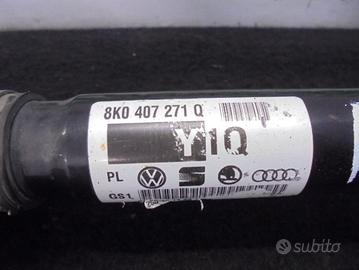 8K0 407 271 Q
Y1Q
PL
GS1.
subito